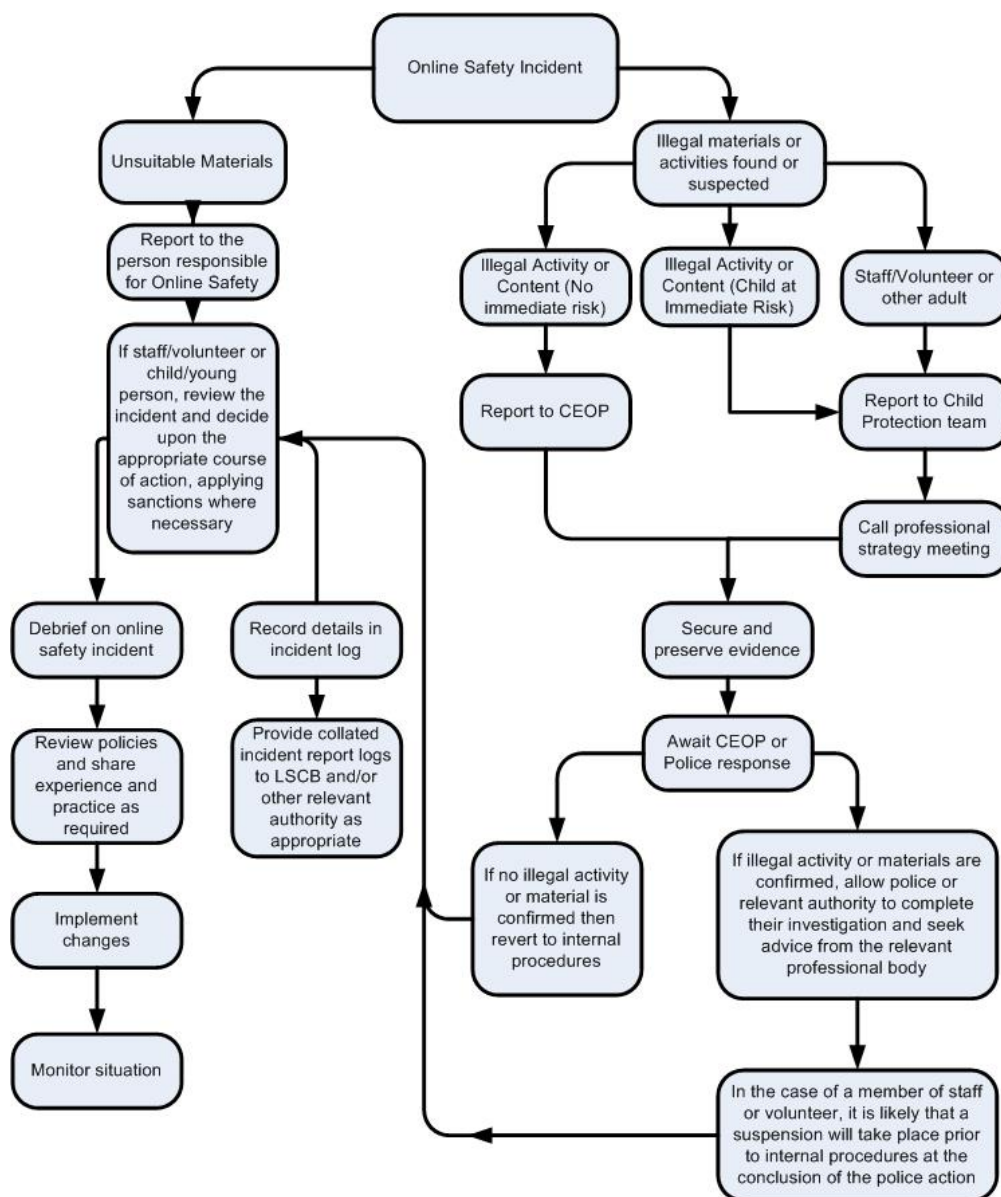 Online Safety Incident
Unsuitable Materials
Report to the
person responsible
for Online Safety
If staff/volunteer or
child/young
person, review the
incident and decide
upon the
appropriate course
of action, applying
sanctions where
necessary
Debrief on online
safety incident
Review policies
and share
experience and
practice as
required
Implement
changes
Monitor situation
Record details in
incident log
Provide collated
incident report logs
to LSCB and/or
other relevant
authority as
appropriate
Illegal materials or
activities found or
suspected
Illegal Activity or
Content (No
immediate risk)
Illegal Activity or
Content (Child at
Immediate Risk)
Staff/Volunteer or
other adult
Report to CEOP
Report to Child
Protection team
Call professional
strategy meeting
Secure and
preserve evidence
Await CEOP or
Police response
If no illegal activity
or material is
confirmed then
revert to internal
procedures
If illegal activity or materials are
confirmed, allow police or
relevant authority to complete
their investigation and seek
advice from the relevant
professional body
In the case of a member of staff
or volunteer, it is likely that a
suspension will take place prior
to internal procedures at the
conclusion of the police action